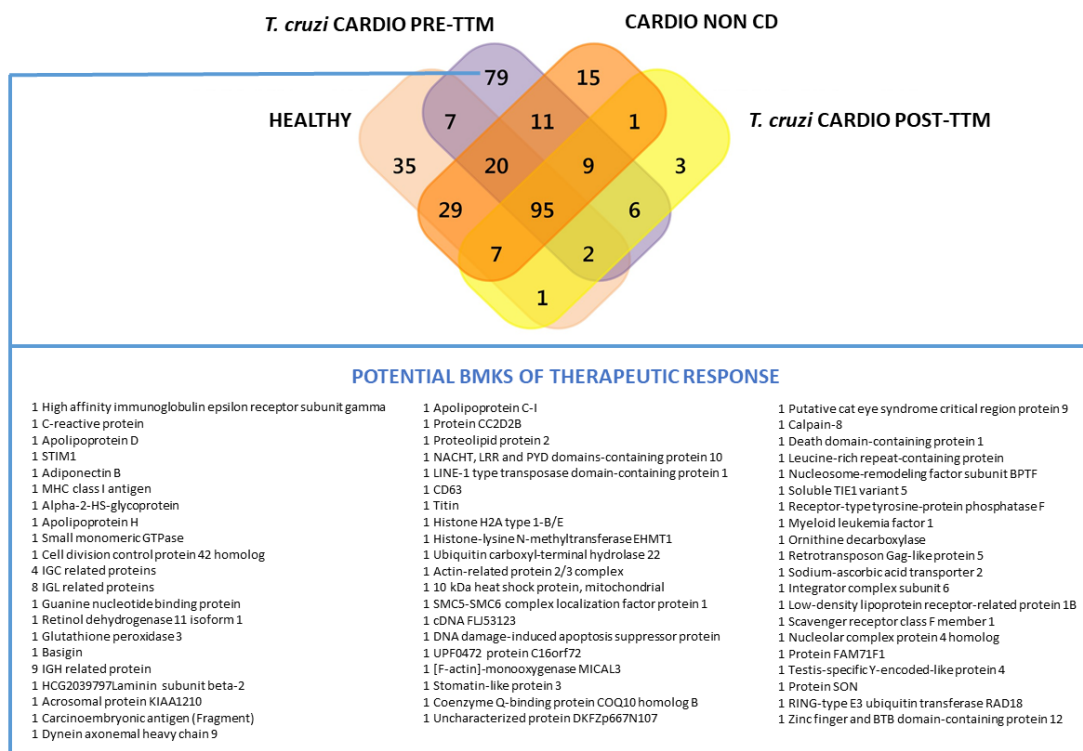 T. cruzi CARDIO PRE-TTM
CARDIO NON CD
HEALTHY
T. cruzi CARDIO POST-TTM
79
15
7
11
1
35
20
9
3
29
95
6
7
2
1
POTENTIAL BMKS OF THERAPEUTIC RESPONSE
1 High affinity immunoglobulin epsilon receptor subunit gamma
1 C-reactive protein
1 Apolipoprotein D
1 STIM1
1 Adiponectin B
1 MHC class I antigen
1 Alpha-2-HS-glycoprotein
1 Apolipoprotein H
1 Small monomeric GTPase
1 Cell division control protein 42 homolog
4 IGC related proteins
8 IGL related proteins
1 Guanine nucleotide binding protein
1 Retinol dehydrogenase 11 isoform 1
1 Glutathione peroxidase 3
1 Basigin
9 IGH related protein
1 HCG2039797Laminin subunit beta-2
1 Acrosomal protein KIAA1210
1 Carcinoembryonic antigen (Fragment)
1 Dynein axonemal heavy chain 9
1 Apolipoprotein C-I
1 Protein CC2D2B
1 Proteolipid protein 2
1 NACHT, LRR and PYD domains-containing protein 10
1 LINE-1 type transposase domain-containing protein 1
1 CD63
1 Titin
1 Histone H2A type 1-B/E
1 Histone-lysine N-methyltransferase EHMT1
1 Ubiquitin carboxyl-terminal hydrolase 22
1 Actin-related protein 2/3 complex
1 10 kDa heat shock protein, mitochondrial
1 SMC5-SMC6 complex localization factor protein 1
1 cDNA FLJ53123
1 DNA damage-induced apoptosis suppressor protein
1 UPF0472 protein C16orf72
1 [F-actin]-monooxygenase MICAL3
1 Stomatin-like protein 3
1 Coenzyme Q-binding protein COQ10 homolog B
1 Uncharacterized protein DKFZp667N107
1 Putative cat eye syndrome critical region protein 9
1 Calpain-8
1 Death domain-containing protein 1
1 Leucine-rich repeat-containing protein
1 Nucleosome-remodeling factor subunit BPTF
1 Soluble TIE1 variant 5
1 Receptor-type tyrosine-protein phosphatase F
1 Myeloid leukemia factor 1
1 Ornithine decarboxylase
1 Retrotransposon Gag-like protein 5
1 Sodium-ascorbic acid transporter 2
1 Integrator complex subunit 6
1 Low-density lipoprotein receptor-related protein 1B
1 Scavenger receptor class F member 1
1 Nucleolar complex protein 4 homolog
1 Protein FAM71F1
1 Testis-specific Y-encoded-like protein 4
1 Protein SON
1 RING-type E3 ubiquitin transferase RAD18
1 Zinc finger and BTB domain-containing protein 12